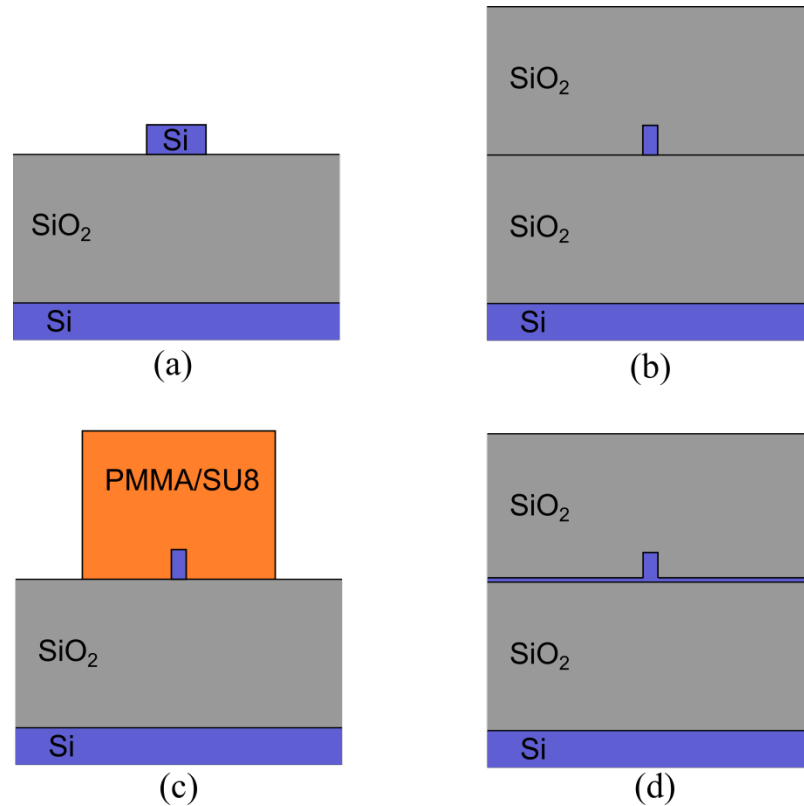 Si
SiO₂
Si
(a)
SiO₂
SiO₂
Si
(b)
PMMA/SU8
SiO₂
Si
(c)
SiO₂
SiO₂
Si
(d)